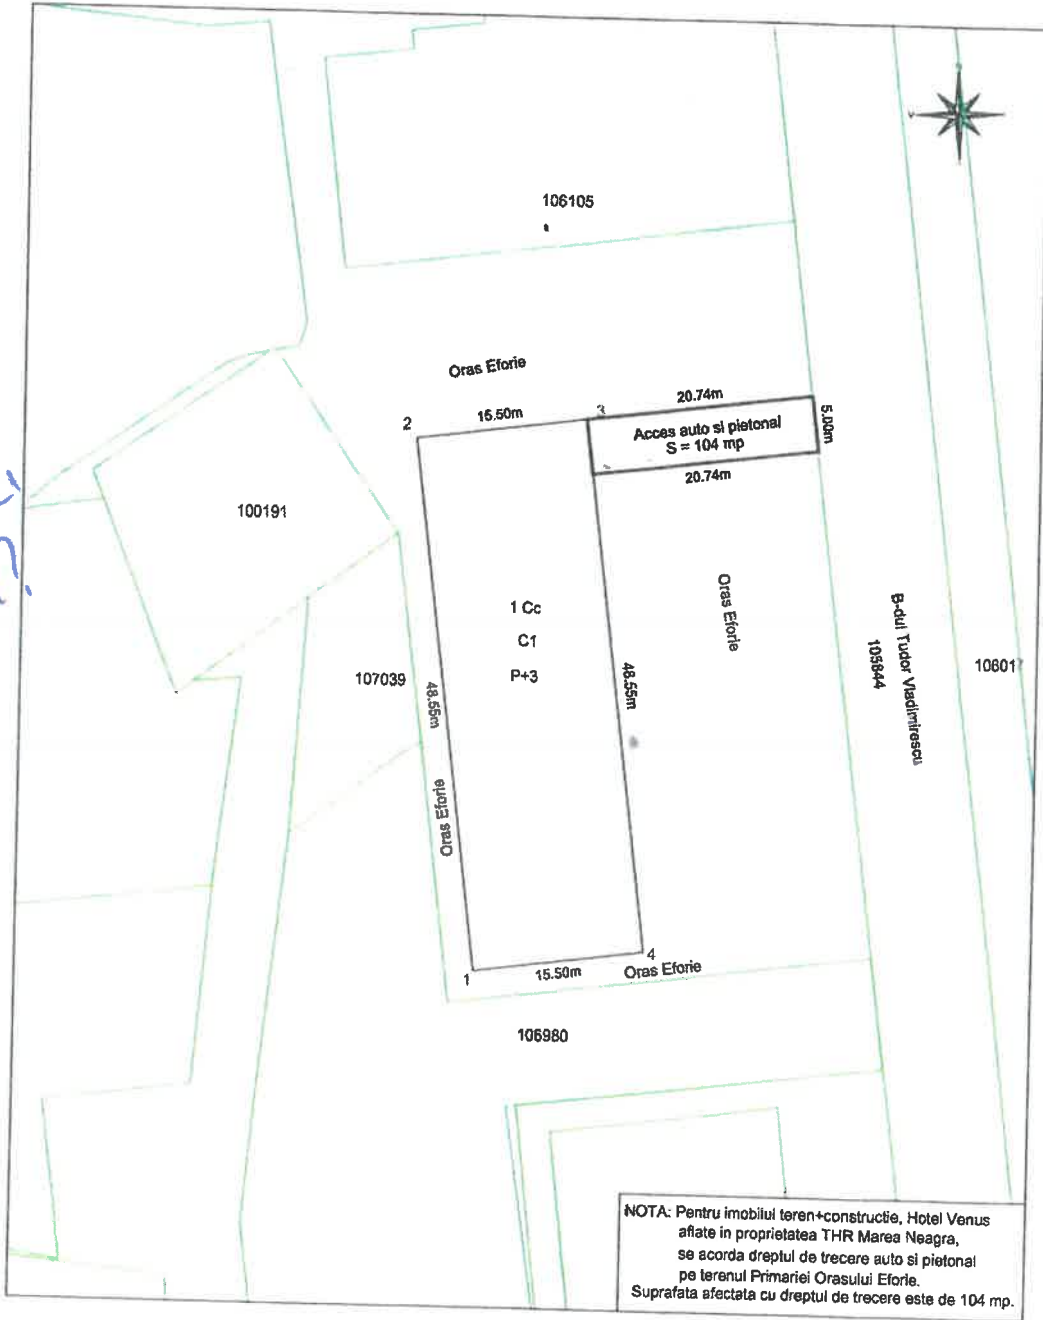 106105
Oras Eforie
2
15.50m
3
20.74m
5.00m
Acces auto si pietonal
S = 104 mp
20.74m
100191
1 Cc
C1
P+3
107039
48.55m
48.55m
Oras Eforie
Oras Eforie
B-dul Tudor Vladimirescu
105844
10601
1
15.50m
4
Oras Eforie
106980
NOTA: Pentru imobilul teren+constructie, Hotel Venus
aflate in proprietatea THR Marea Neagra,
se acorda dreptul de trecere auto si pietonal
pe terenul Primariei Orasului Eforie.
Suprafata afectata cu dreptul de trecere este de 104 mp.